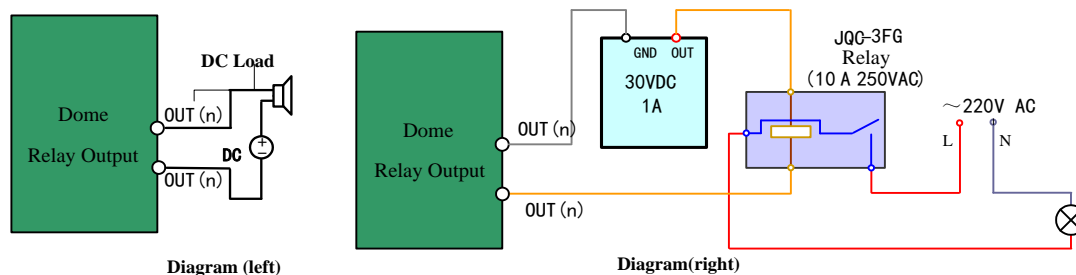 DC Load
OUT (n)
Dome
Relay Output
DC
OUT (n)
Diagram (left)
GND OUT
30VDC
1A
JQC-3FG
Relay
(10 A 250VAC)
～220V AC
L N
OUT (n)
Dome
Relay Output
OUT (n)
Diagram(right)